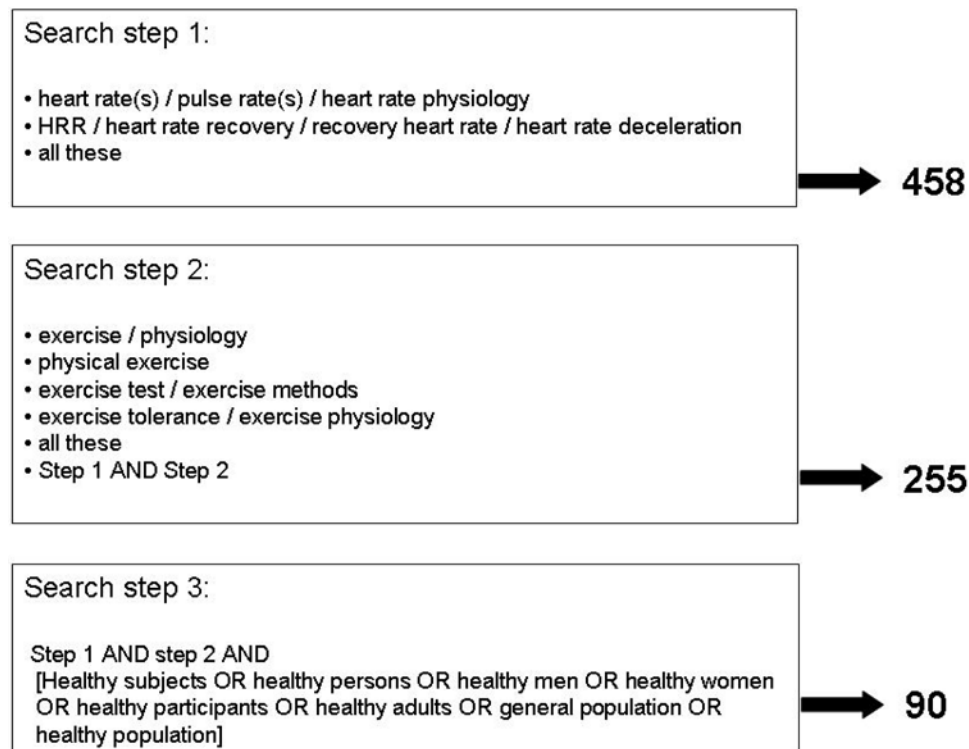 Search step 1:
• heart rate(s) / pulse rate(s) / heart rate physiology
• HRR / heart rate recovery / recovery heart rate / heart rate deceleration
• all these
458
Search step 2:
• exercise / physiology
• physical exercise
• exercise test / exercise methods
• exercise tolerance / exercise physiology
• all these
• Step 1 AND Step 2
255
Search step 3:
Step 1 AND step 2 AND
[Healthy subjects OR healthy persons OR healthy men OR healthy women
OR healthy participants OR healthy adults OR general population OR
healthy population]
90